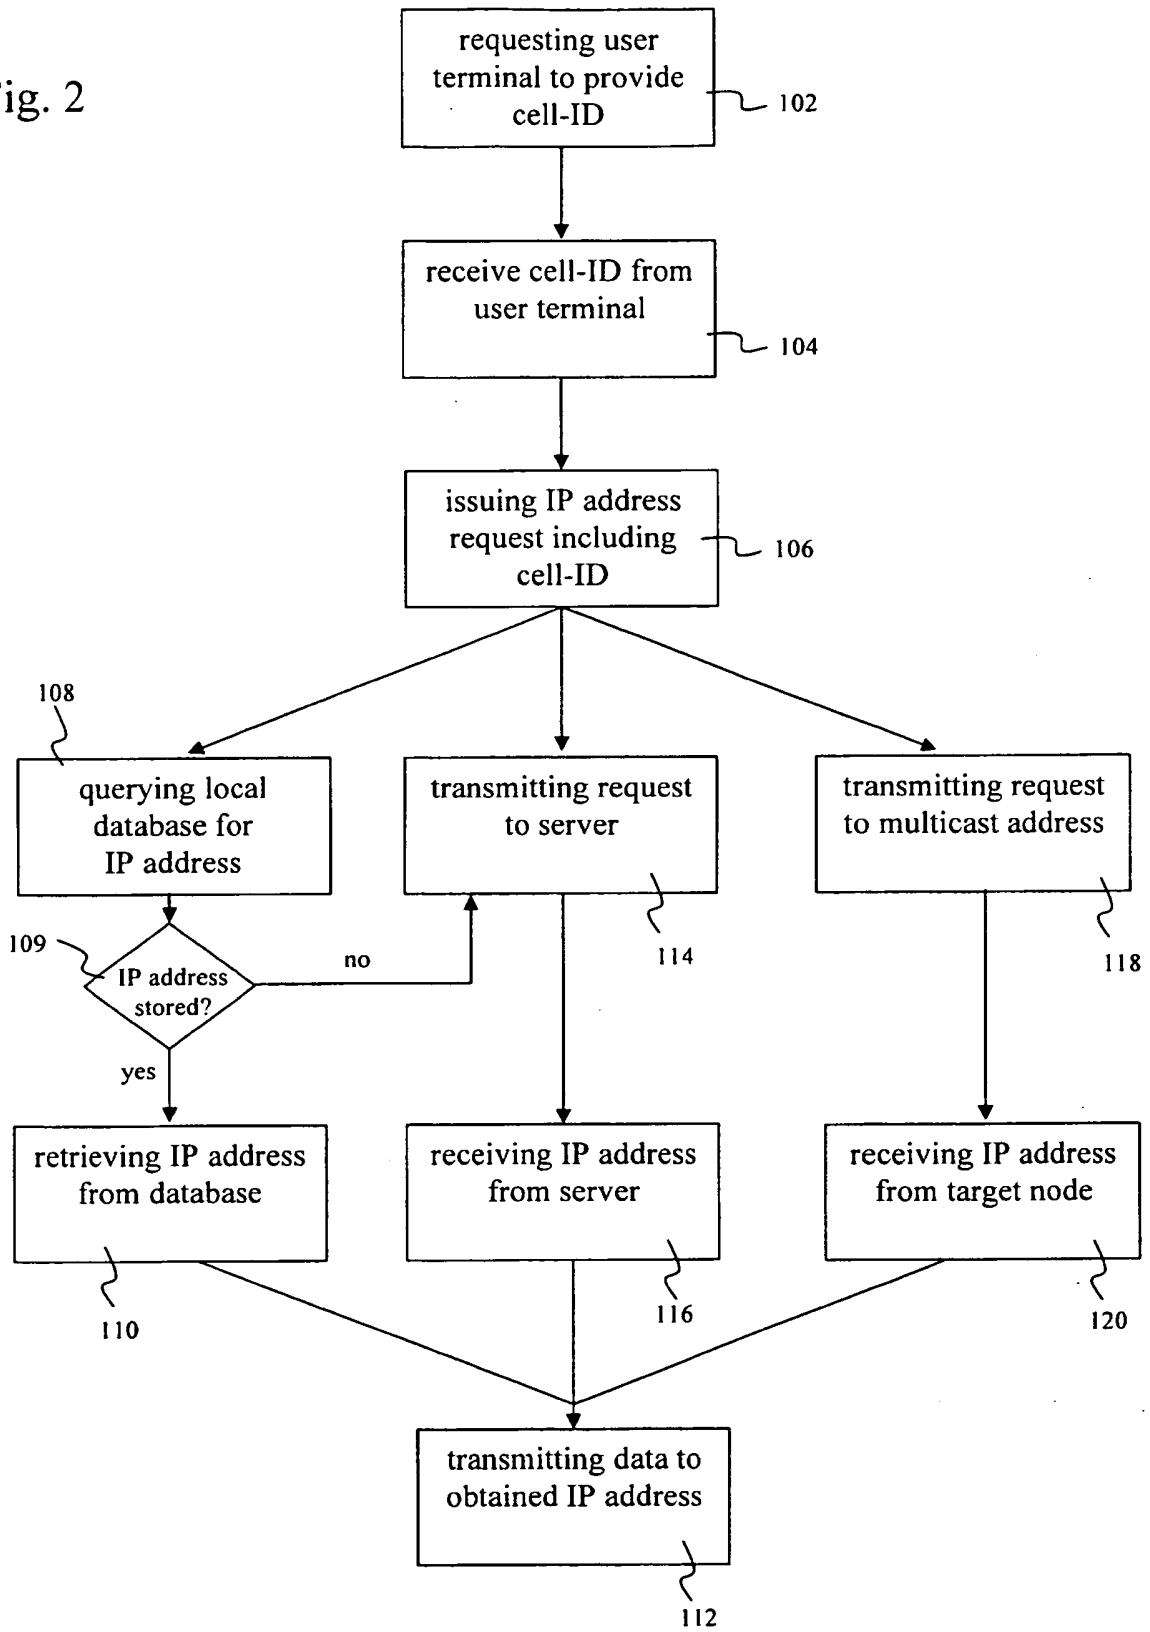 requesting user
terminal to provide
cell-ID
102
ig. 2
receive cell-ID from
user terminal
104
issuing IP address
request including
cell-ID
106
108
querying local
database for
IP address
transmitting request
to server
transmitting request
to multicast address
109
IP address
stored?
no
114
118
yes
retrieving IP address
from database
receiving IP address
from server
receiving IP address
from target node
110
116
120
transmitting data to
obtained IP address
112